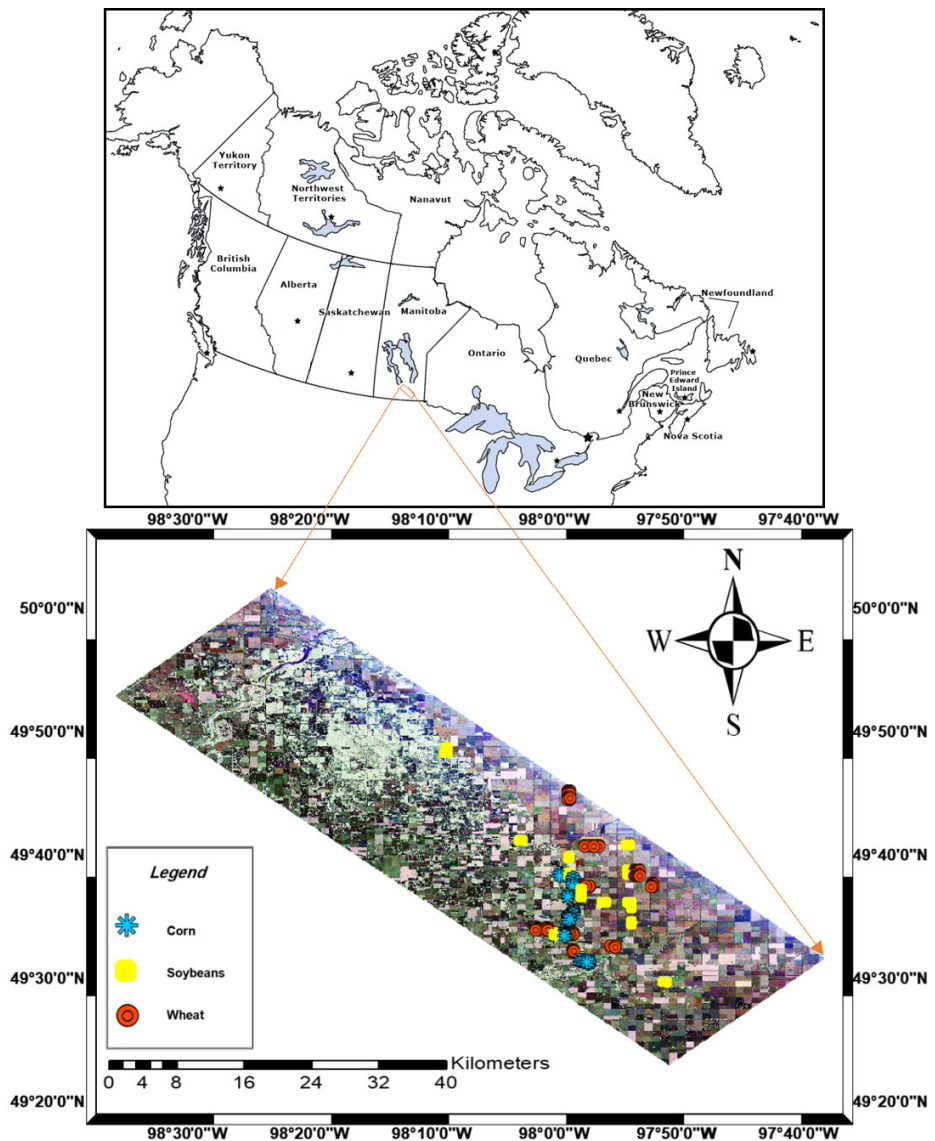 Yukon
Territory
Northwest
Territories
Nanavut
British
Columbia
Alberta
Saskatchewan
Manitoba
Ontario
Quebec
Newfoundland
Prince
Edward
Island
New
Brunswick
Nova Scotia
98°30'0"W 98°20'0"W 98°10'0"W 98°0'0"W 97°50'0"W 97°40'0"W
N
W E
S
50°0'0"N 50°0'0"N
49°50'0"N 49°50'0"N
49°40'0"N 49°40'0"N
49°30'0"N 49°30'0"N
49°20'0"N 49°20'0"N
Legend
Corn
Soybeans
Wheat
Kilometers
0 4 8 16 24 32 40
98°30'0"W 98°20'0"W 98°10'0"W 98°0'0"W 97°50'0"W 97°40'0"W